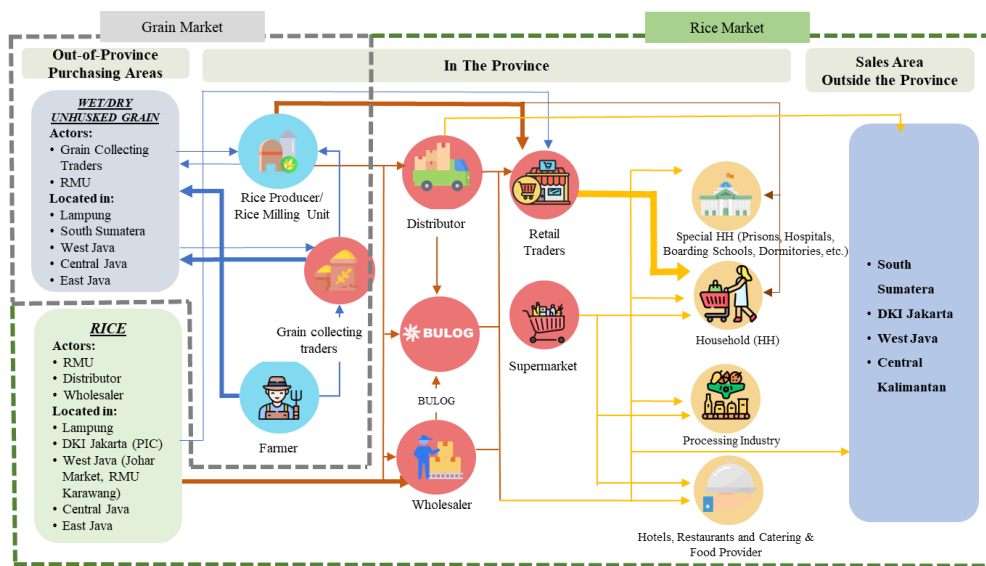 Grain Market
Rice Market
Out-of-Province
Purchasing Areas
In The Province
Sales Area
Outside the Province
WET/DRY
UNHUSKED GRAIN
Actors:
• Grain Collecting
Traders
• RMU
Located in:
• Lampung
• South Sumatera
• West Java
• Central Java
• East Java
RICE
Actors:
• RMU
• Distributor
• Wholesaler
Located in:
• Lampung
• DKI Jakarta (PIC)
• West Java (Johar
Market, RMU
Karawang)
• Central Java
• East Java
Rice Producer/
Rice Milling Unit
Grain collecting
traders
Farmer
Distributor
BULOG
BULOG
Wholesaler
Retail
Traders
Supermarket
Special HH (Prisons, Hospitals,
Boarding Schools, Dormitories, etc.)
Household (HH)
Processing Industry
Hotels, Restaurants and Catering &
Food Provider
• South
Sumatera
• DKI Jakarta
• West Java
• Central
Kalimantan